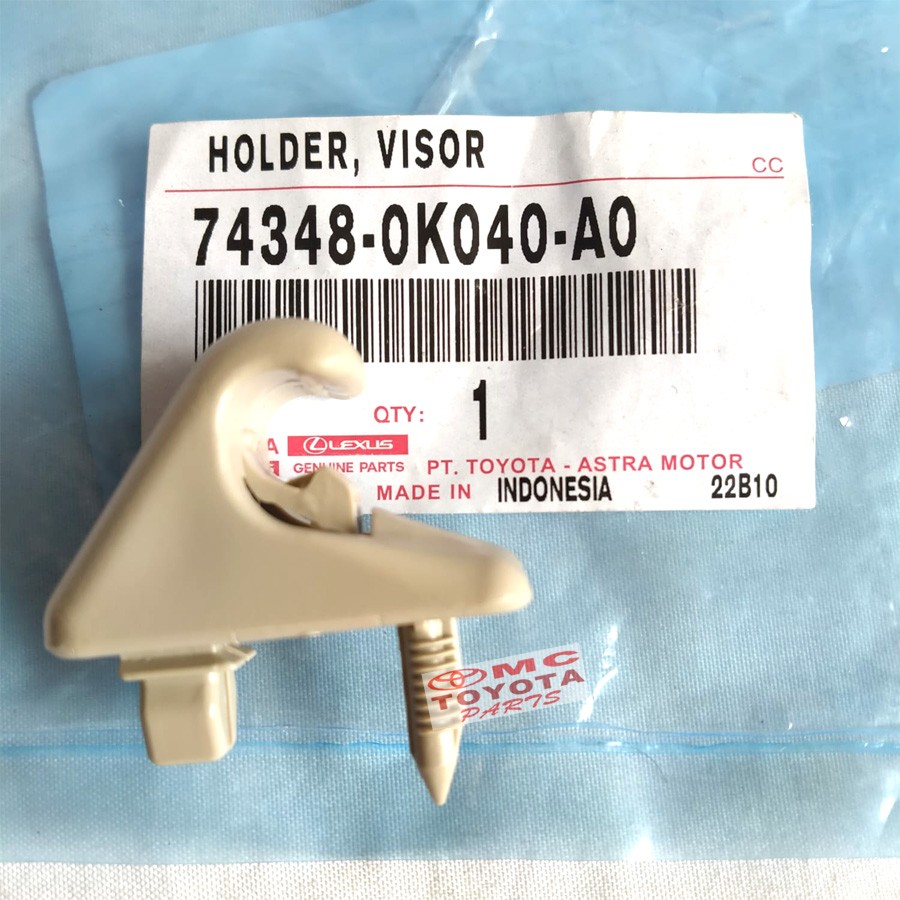 HOLDER, VISOR
CC
74348-0K040-A0
QTY: 1
A LEXUS
GENUINE PARTS PT. TOYOTA - ASTRA MOTOR
MADE IN INDONESIA 22B10
MC
TOYOTA
PARTS